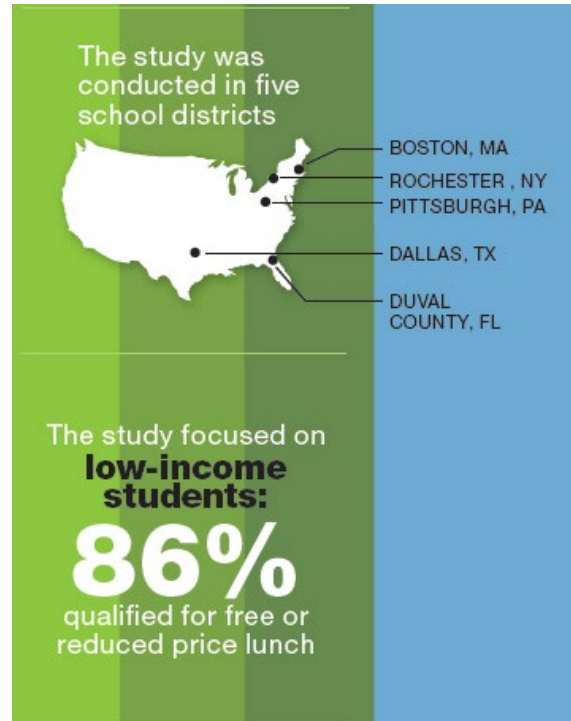 The study was
conducted in five
school districts
BOSTON, MA
ROCHESTER , NY
PITTSBURGH, PA
DALLAS, TX
DUVAL
COUNTY, FL
The study focused on
low-income
students:
86%
qualified for free or
reduced price lunch